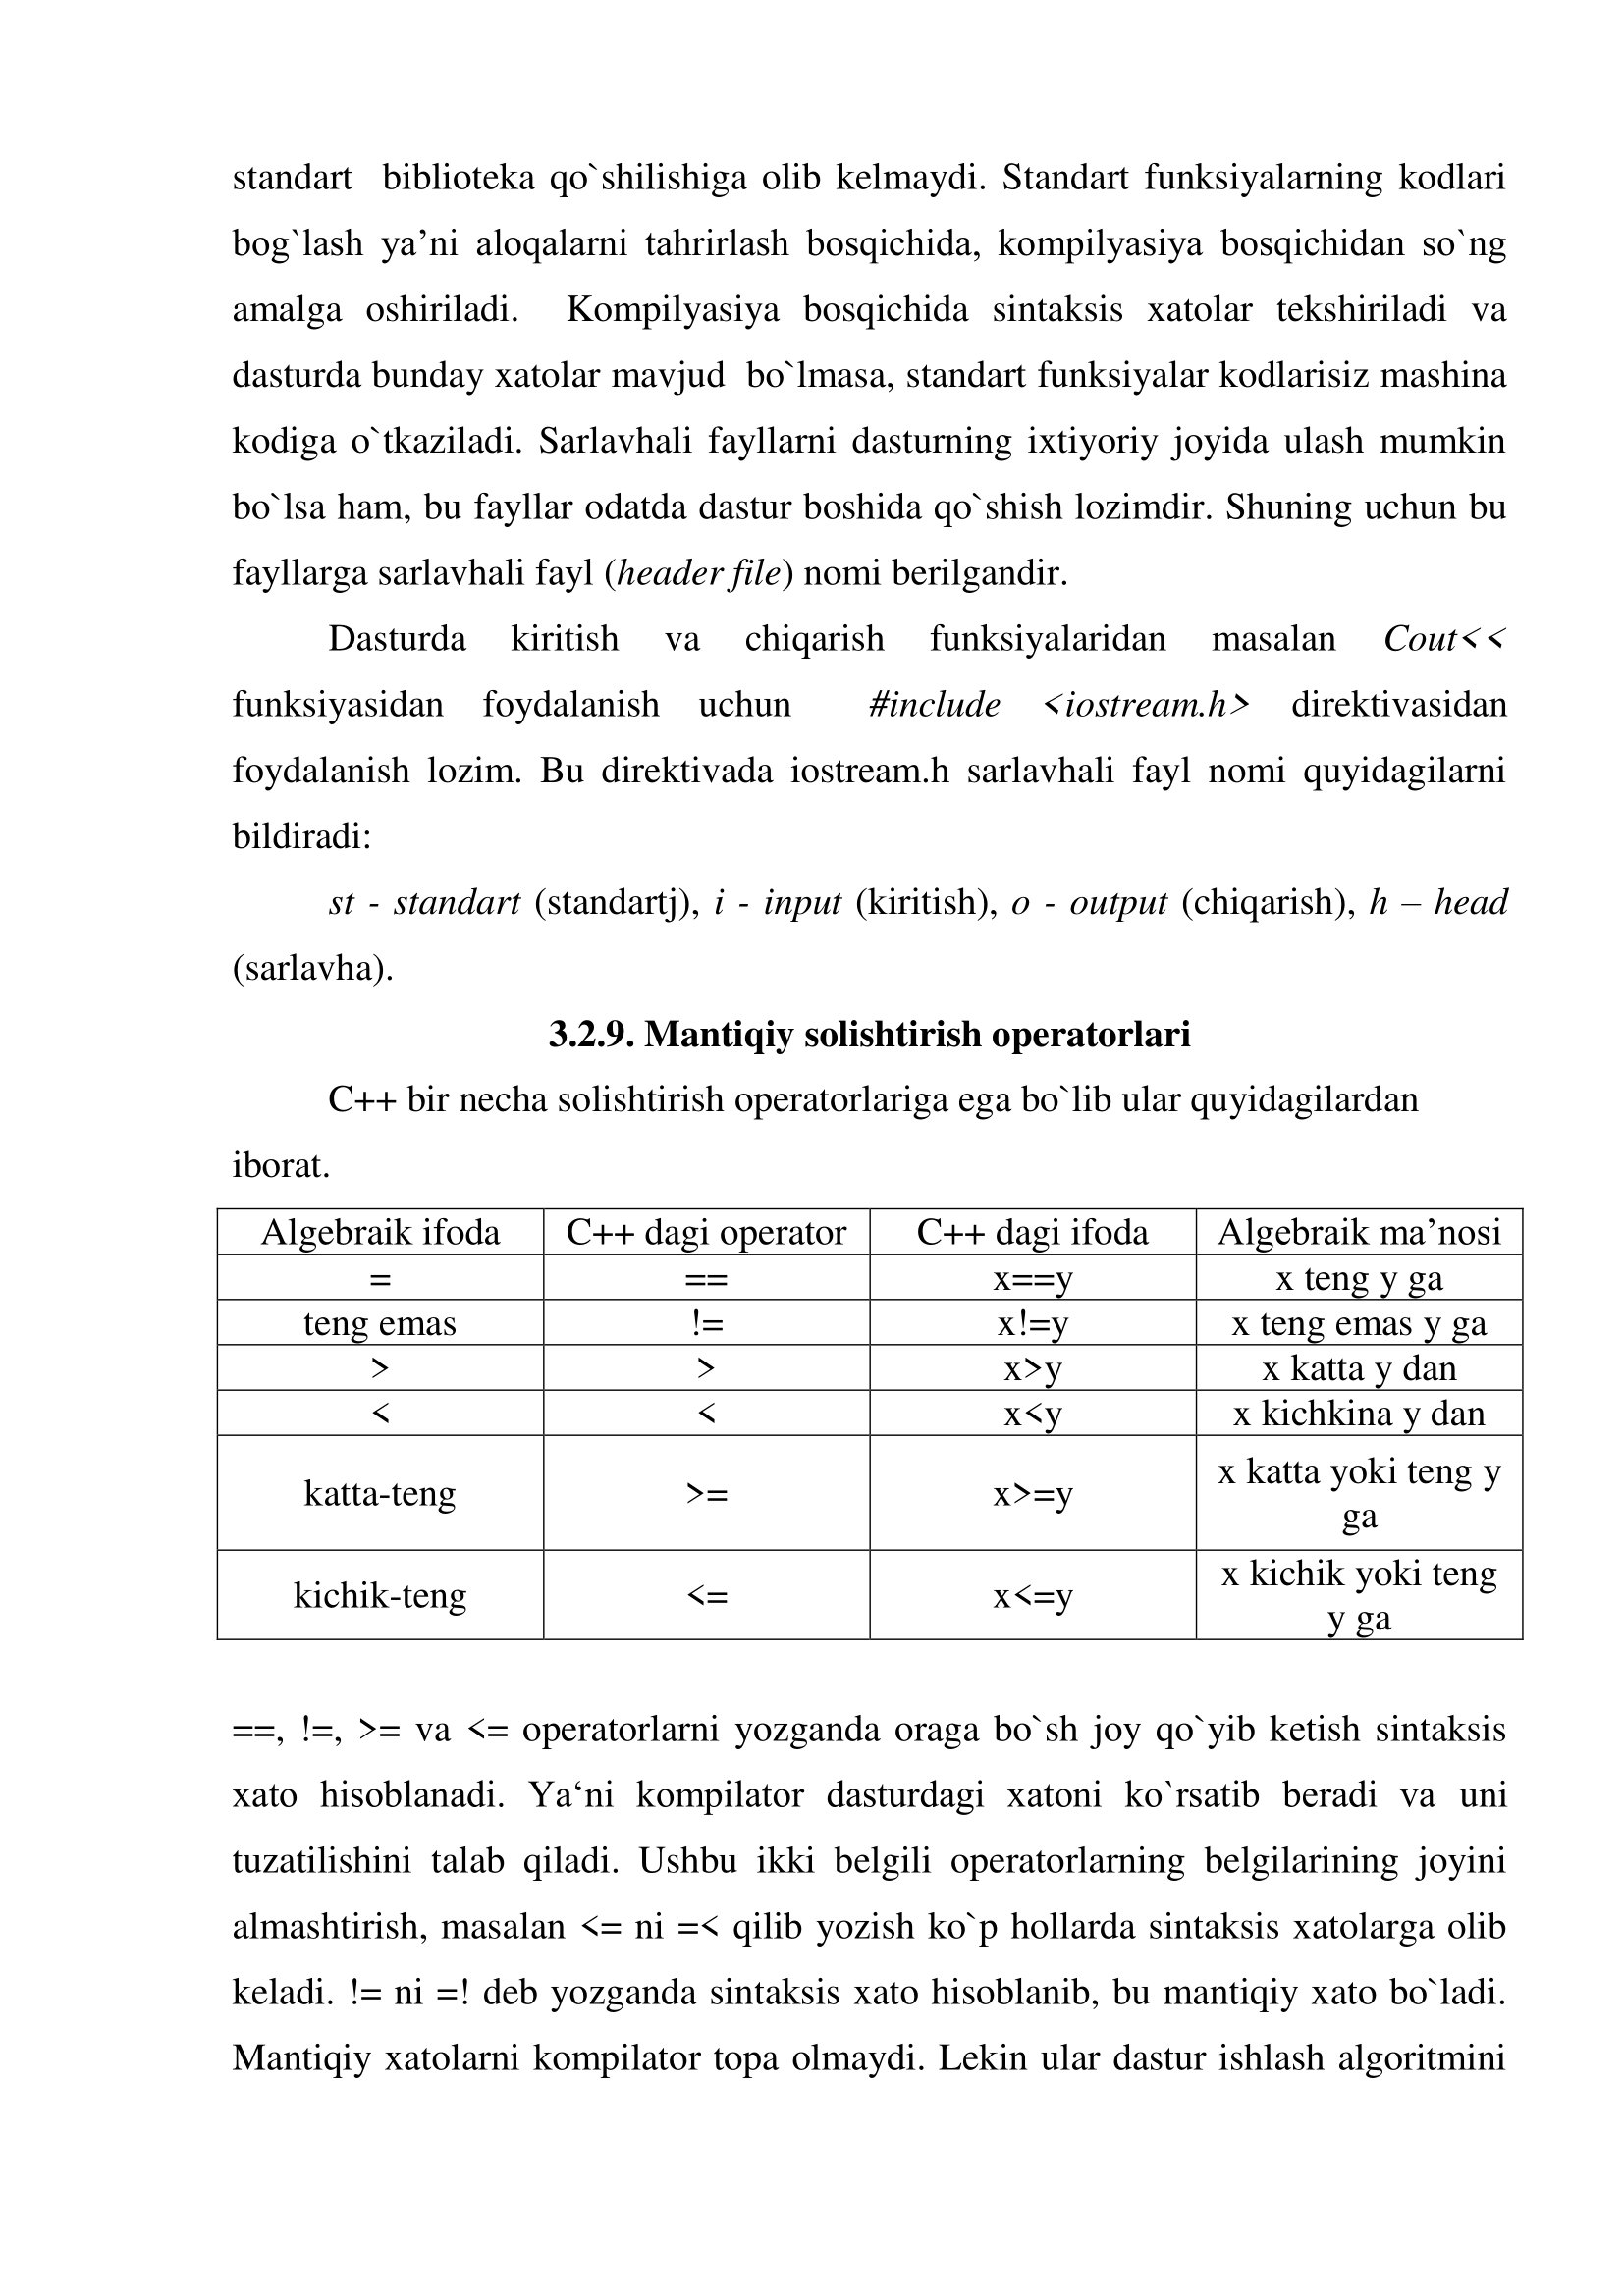 standart biblioteka qo`shilishiga olib kelmaydi. Standart funksiyalarning kodlari
bog`lash ya’ni aloqalarni tahrirlash bosqichida, kompilyasiya bosqichidan so`ng
amalga oshiriladi. Kompilyasiya bosqichida sintaksis xatolar tekshiriladi va
dasturda bunday xatolar mavjud bo`lmasa, standart funksiyalar kodlarisiz mashina
kodiga o`tkaziladi. Sarlavhali fayllarni dasturning ixtiyoriy joyida ulash mumkin
bo`lsa ham, bu fayllar odatda dastur boshida qo`shish lozimdir. Shuning uchun bu
fayllarga sarlavhali fayl (header file) nomi berilgandir.
Dasturda kiritish va chiqarish funksiyalaridan masalan Cout<<
funksiyasidan foydalanish uchun #include <iostream.h> direktivasidan
foydalanish lozim. Bu direktivada iostream.h sarlavhali fayl nomi quyidagilarni
bildiradi:
st - standart (standartj), i - input (kiritish), o - output (chiqarish), h – head
(sarlavha).
3.2.9. Mantiqiy solishtirish operatorlari
C++ bir necha solishtirish operatorlariga ega bo`lib ular quyidagilardan
iborat.
Algebraik ifoda C++ dagi operator C++ dagi ifoda Algebraik ma’nosi
= == x==y x teng y ga
teng emas != x!=y x teng emas y ga
> > x>y x katta y dan
< < x<y x kichkina y dan
katta-teng >= x>=y x katta yoki teng y
ga
kichik-teng <= x<=y x kichik yoki teng
y ga
==, !=, >= va <= operatorlarni yozganda oraga bo`sh joy qo`yib ketish sintaksis
xato hisoblanadi. Ya‘ni kompilator dasturdagi xatoni ko`rsatib beradi va uni
tuzatilishini talab qiladi. Ushbu ikki belgili operatorlarning belgilarining joyini
almashtirish, masalan <= ni =< qilib yozish ko`p hollarda sintaksis xatolarga olib
keladi. != ni =! deb yozganda sintaksis xato hisoblanib, bu mantiqiy xato bo`ladi.
Mantiqiy xatolarni kompilator topa olmaydi. Lekin ular dastur ishlash algoritmini